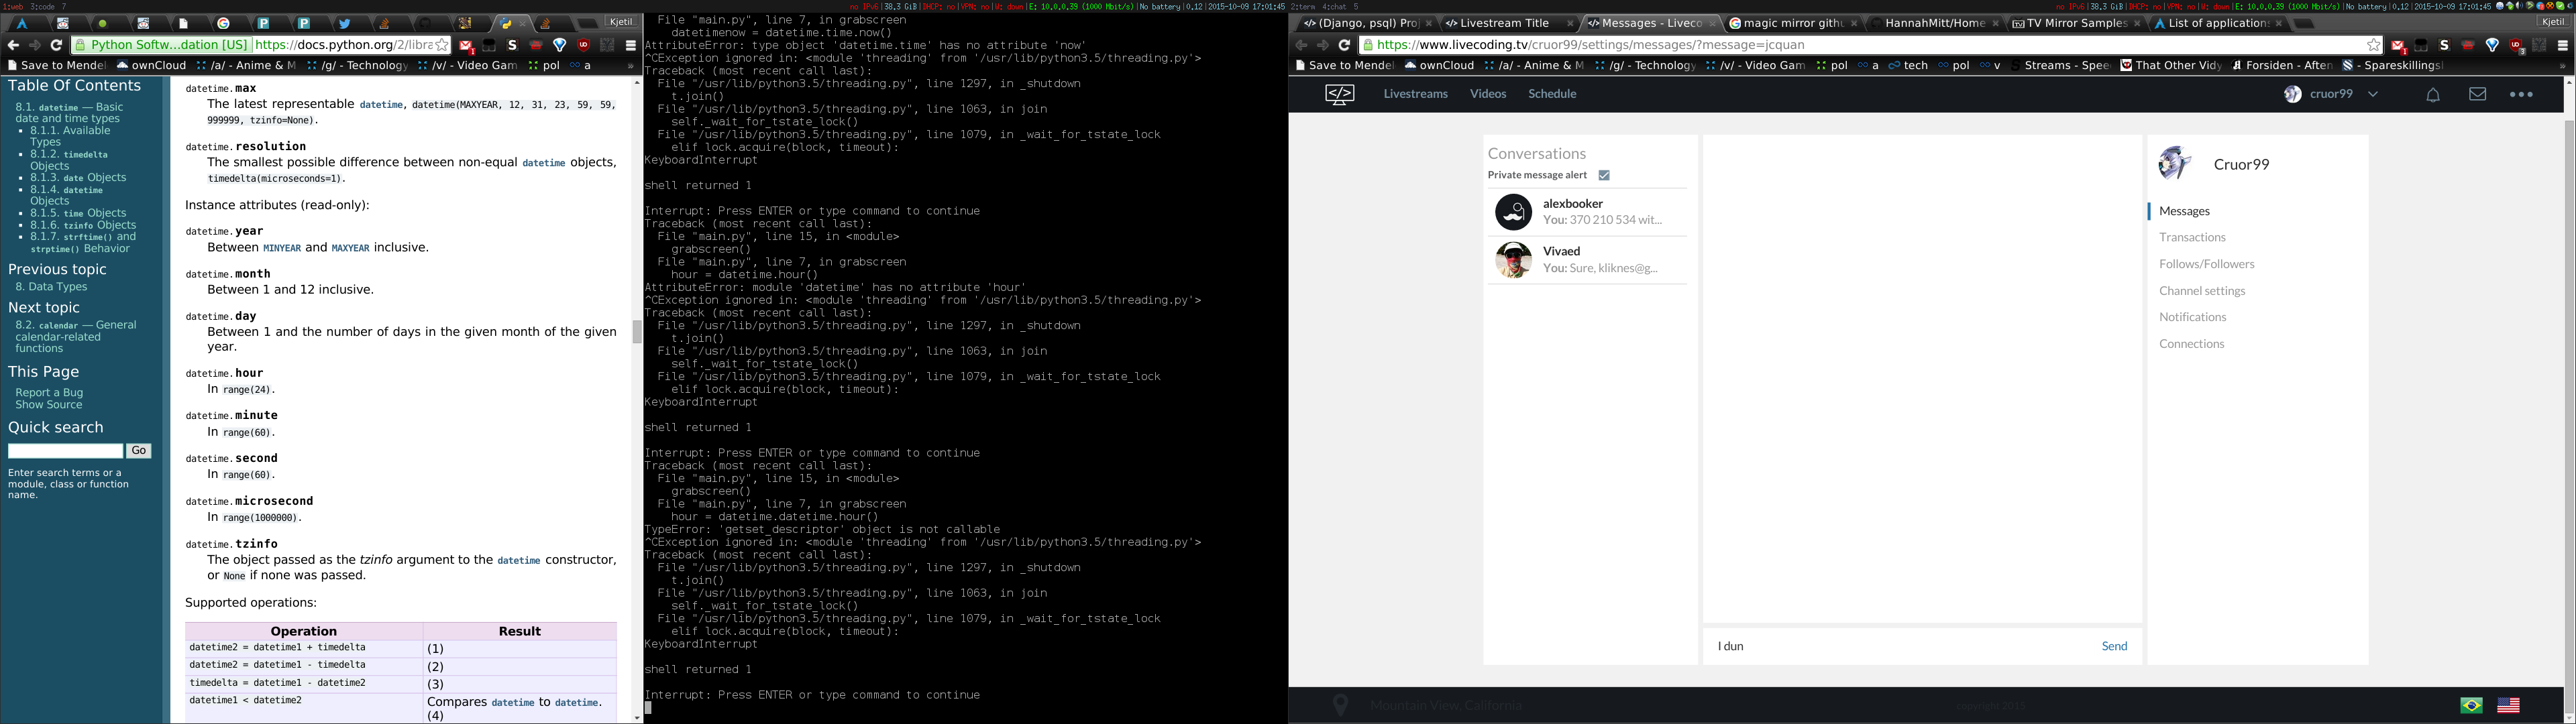 1:web 3:code 7
no IPv6|38,3 GiB|DHCP: no|VPN: no|W: down|E: 10.0.0.39 (1000 Mbit/s)|No battery|0.12|2015-10-09 17:01:45
Kjetil
Python Softw...dation [US] https://docs.python.org/2/libra
Save to Mendel ownCloud /a/ - Anime & M /g/ - Technology /v/ - Video Gam pol a »
Table Of Contents
8.1. datetime — Basic
date and time types
8.1.1. Available
Types
8.1.2. timedelta
Objects
8.1.3. date Objects
8.1.4. datetime
Objects
8.1.5. time Objects
8.1.6. tzinfo Objects
8.1.7. strftime() and
strptime() Behavior
Previous topic
8. Data Types
Next topic
8.2. calendar — General
calendar-related
functions
This Page
Report a Bug
Show Source
Quick search
Go
Enter search terms or a
module, class or function
name.
datetime.max
The latest representable datetime, datetime(MAXYEAR, 12, 31, 23, 59, 59,
999999, tzinfo=None).
datetime.resolution
The smallest possible difference between non-equal datetime objects,
timedelta(microseconds=1).
Instance attributes (read-only):
datetime.year
Between MINYEAR and MAXYEAR inclusive.
datetime.month
Between 1 and 12 inclusive.
datetime.day
Between 1 and the number of days in the given month of the given
year.
datetime.hour
In range(24).
datetime.minute
In range(60).
datetime.second
In range(60).
datetime.microsecond
In range(1000000).
datetime.tzinfo
The object passed as the tzinfo argument to the datetime constructor,
or None if none was passed.
Supported operations:
Operation Result
datetime2 = datetime1 + timedelta (1)
datetime2 = datetime1 - timedelta (2)
timedelta = datetime1 - datetime2 (3)
datetime1 < datetime2 Compares datetime to datetime.
(4)
File "main.py", line 7, in grabscreen
datetimenow = datetime.time.now()
AttributeError: type object 'datetime.time' has no attribute 'now'
^CException ignored in: <module 'threading' from '/usr/lib/python3.5/threading.py'>
Traceback (most recent call last):
File "/usr/lib/python3.5/threading.py", line 1297, in _shutdown
t.join()
File "/usr/lib/python3.5/threading.py", line 1063, in join
self._wait_for_tstate_lock()
File "/usr/lib/python3.5/threading.py", line 1079, in _wait_for_tstate_lock
elif lock.acquire(block, timeout):
KeyboardInterrupt
shell returned 1
Interrupt: Press ENTER or type command to continue
Traceback (most recent call last):
File "main.py", line 15, in <module>
grabscreen()
File "main.py", line 7, in grabscreen
hour = datetime.hour()
AttributeError: module 'datetime' has no attribute 'hour'
^CException ignored in: <module 'threading' from '/usr/lib/python3.5/threading.py'>
Traceback (most recent call last):
File "/usr/lib/python3.5/threading.py", line 1297, in _shutdown
t.join()
File "/usr/lib/python3.5/threading.py", line 1063, in join
self._wait_for_tstate_lock()
File "/usr/lib/python3.5/threading.py", line 1079, in _wait_for_tstate_lock
elif lock.acquire(block, timeout):
KeyboardInterrupt
shell returned 1
Interrupt: Press ENTER or type command to continue
Traceback (most recent call last):
File "main.py", line 15, in <module>
grabscreen()
File "main.py", line 7, in grabscreen
hour = datetime.datetime.hour()
TypeError: 'getset_descriptor' object is not callable
^CException ignored in: <module 'threading' from '/usr/lib/python3.5/threading.py'>
Traceback (most recent call last):
File "/usr/lib/python3.5/threading.py", line 1297, in _shutdown
t.join()
File "/usr/lib/python3.5/threading.py", line 1063, in join
self._wait_for_tstate_lock()
File "/usr/lib/python3.5/threading.py", line 1079, in _wait_for_tstate_lock
elif lock.acquire(block, timeout):
KeyboardInterrupt
shell returned 1
Interrupt: Press ENTER or type command to continue
2:term 4:chat 5
no IPv6|38,3 GiB|DHCP: no|VPN: no|W: down|E: 10.0.0.39 (1000 Mbit/s)|No battery|0.12|2015-10-09 17:01:45
(Django, psql) Proj Livestream Title Messages - Liveco magic mirror githu HannahMitt/Home TV Mirror Samples List of applications Kjetil
https://www.livecoding.tv/cruor99/settings/messages/?message=jcquan
Save to Mendel ownCloud /a/ - Anime & M /g/ - Technology /v/ - Video Gam pol a tech pol v Streams - Spee That Other Vidy Forsiden - Aften - Spareskillingsl
Livestreams Videos Schedule cruor99
Conversations
Private message alert
alexbooker
You: 370 210 534 wit...
Vivaed
You: Sure, kliknes@g...
I dun Send
Cruor99
Messages
Transactions
Follows/Followers
Channel settings
Notifications
Connections
Mountain View, California copyright 2015